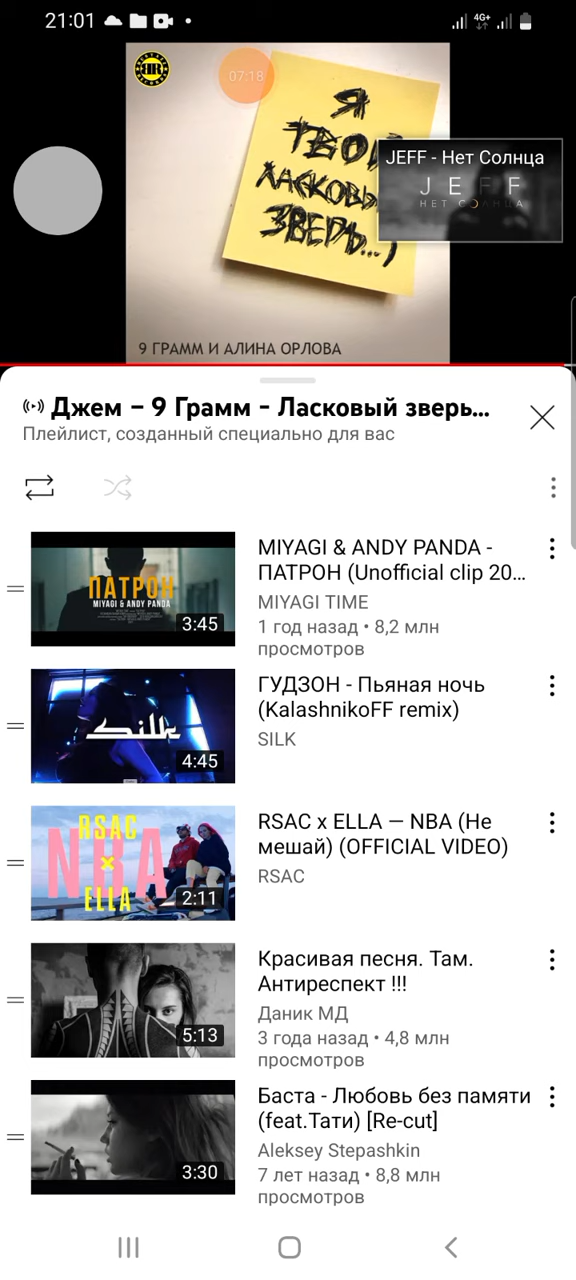 21:01
4G+
07:18
Я
ТВОЙ
ЛАСКОВЫ
ЗВЕРЬ...)
JEFF - Нет Солнца
JEFF
НЕТ СОЛНЦА
9 ГРАММ И АЛИНА ОРЛОВА
Джем – 9 Грамм - Ласковый зверь...
Плейлист, созданный специально для вас
ПАТРОН
MIYAGI & ANDY PANDA
3:45
MIYAGI & ANDY PANDA -
ПАТРОН (Unofficial clip 20...
MIYAGI TIME
1 год назад • 8,2 млн
просмотров
silk
4:45
ГУДЗОН - Пьяная ночь
(KalashnikoFF remix)
SILK
RSAC
NBA
×
ELLA
2:11
RSAC x ELLA — NBA (Не
мешай) (OFFICIAL VIDEO)
RSAC
5:13
Красивая песня. Там.
Антиреспект !!!
Даник МД
3 года назад • 4,8 млн
просмотров
3:30
Баста - Любовь без памяти
(feat.Тати) [Re-cut]
Aleksey Stepashkin
7 лет назад • 8,8 млн
просмотров